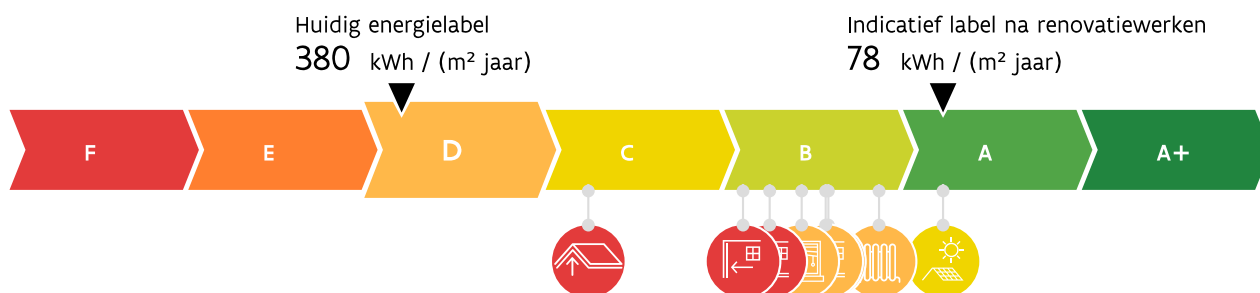 Huidig energielabel
380 kWh / (m² jaar)
Indicatief label na renovatiewerken
78 kWh / (m² jaar)
F E D C B A A+